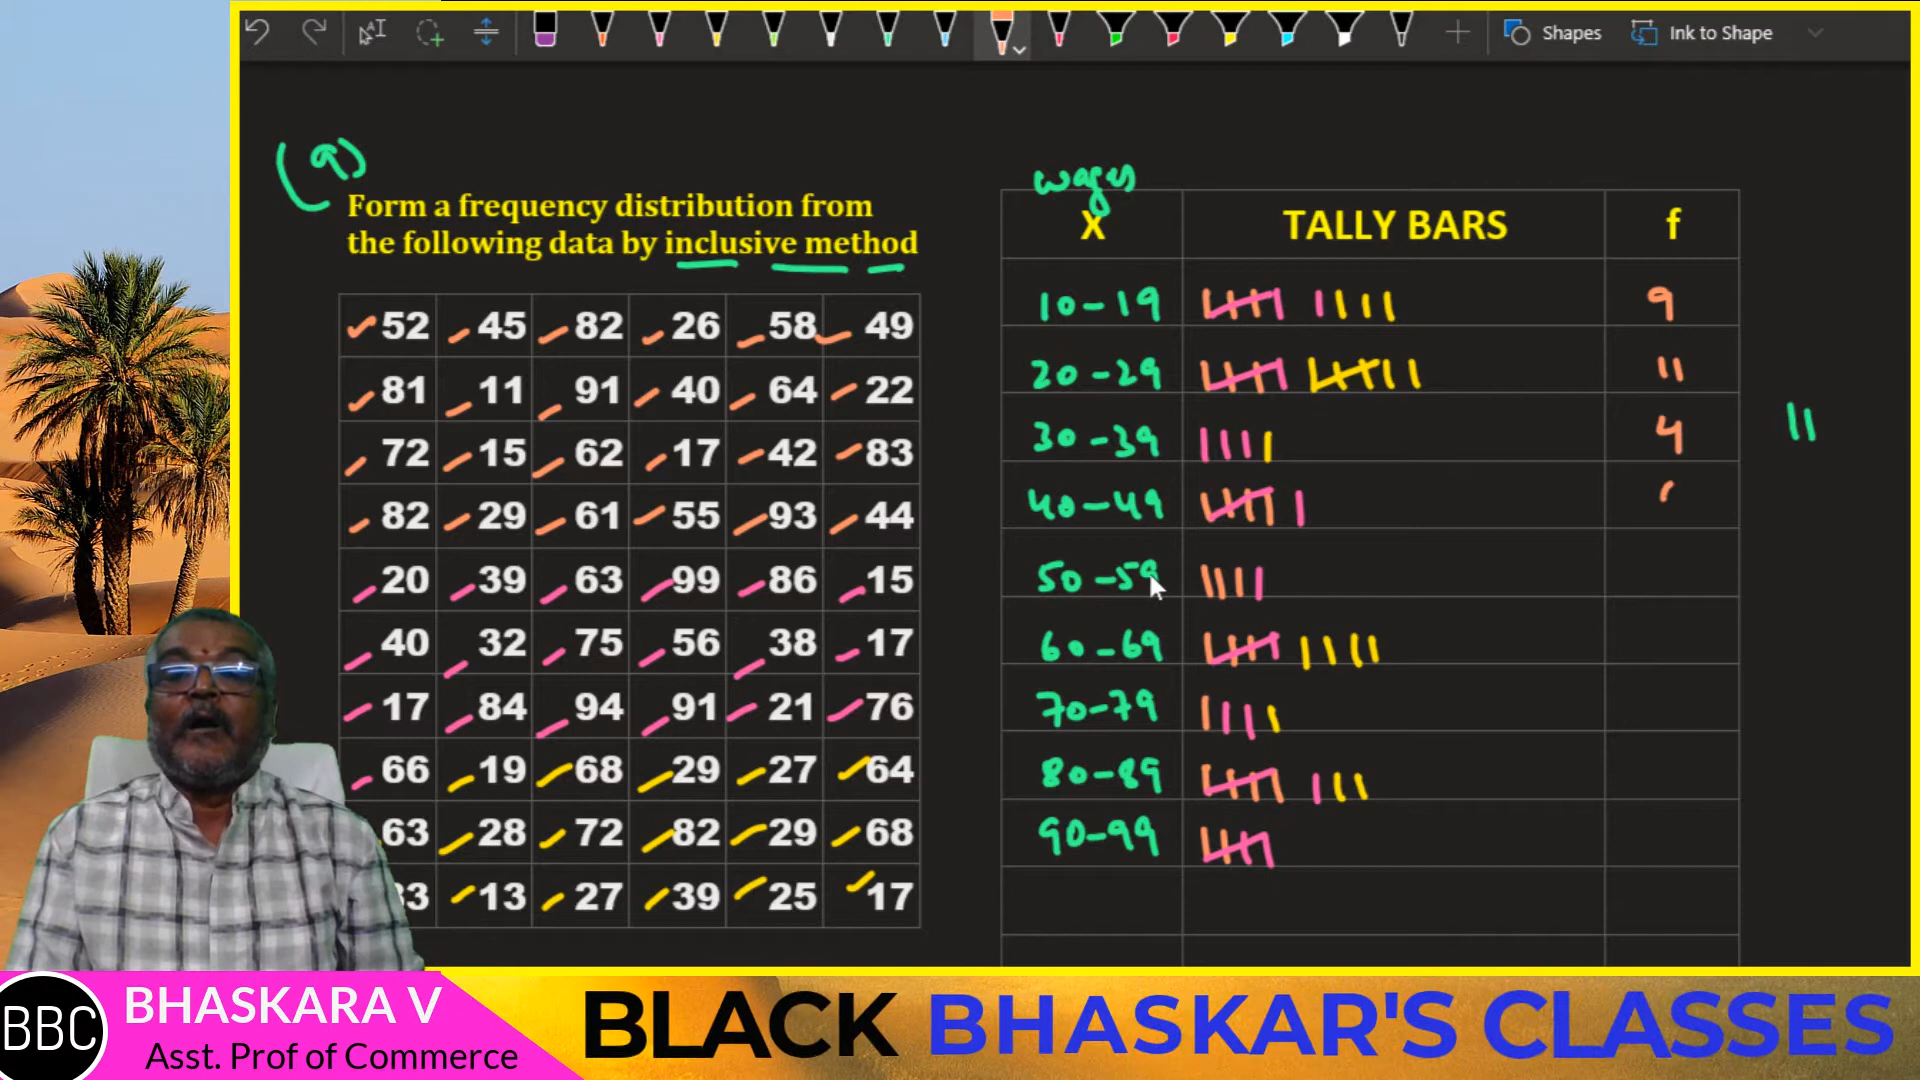 Shapes Ink to Shape
(9)
Form a frequency distribution from
the following data by inclusive method
52 45 82 26 58 49
81 11 91 40 64 22
72 15 62 17 42 83
82 29 61 55 93 44
20 39 63 99 86 15
40 32 75 56 38 17
17 84 94 91 21 76
66 19 68 29 27 64
63 28 72 82 29 68
13 27 39 25 17
wages
X TALLY BARS f
10-19 9
20-29 11
30-39 4
40-49
50-59
60-69
70-79
80-89
90-99
BBC
BHASKARA V
Asst. Prof of Commerce
BLACK BHASKAR'S CLASSES